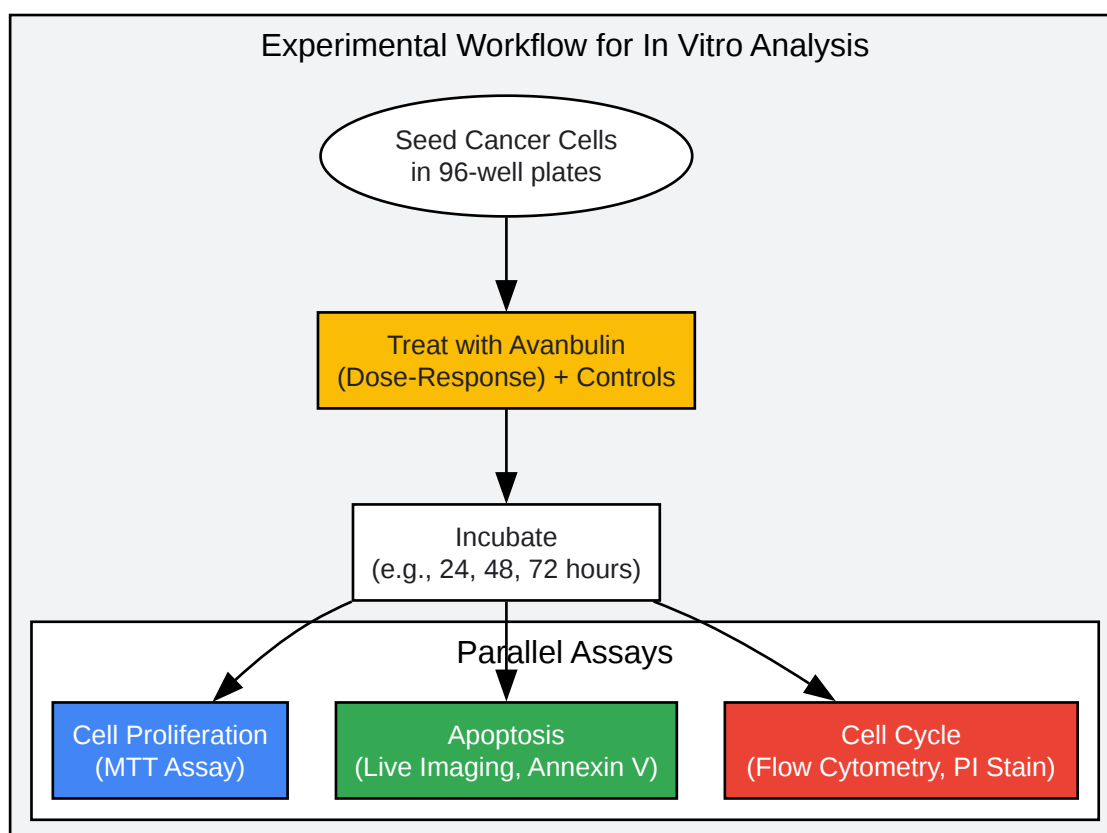 Experimental Workflow for In Vitro Analysis
Seed Cancer Cells
in 96-well plates
Treat with Avanbulin
(Dose-Response) + Controls
Incubate
(e.g., 24, 48, 72 hours)
Parallel Assays
Cell Proliferation
(MTT Assay)
Apoptosis
(Live Imaging, Annexin V)
Cell Cycle
(Flow Cytometry, PI Stain)